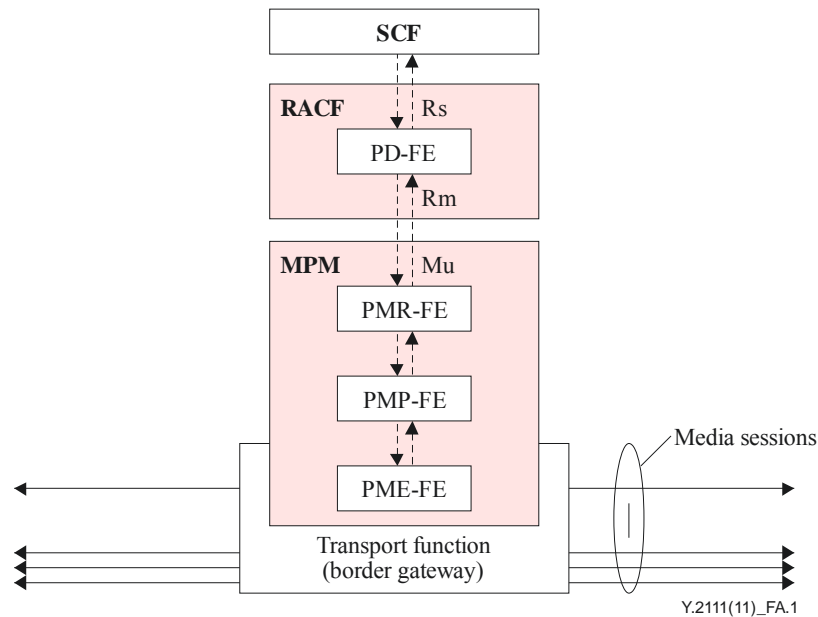 SCF
RACF
Rs
PD-FE
Rm
MPM
Mu
PMR-FE
PMP-FE
Media sessions
PME-FE
Transport function
(border gateway)
Y.2111(11)_FA.1